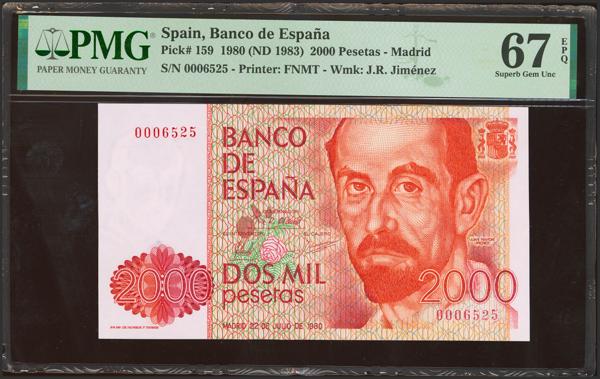 PMG
PAPER MONEY GUARANTY
Spain, Banco de España
Pick# 159 1980 (ND 1983) 2000 Pesetas - Madrid
S/N 0006525 - Printer: FNMT - Wmk: J.R. Jiménez
67 EPQ
Superb Gem Unc
0006525
BANCO
DE
ESPAÑA
DOS MIL
pesetas
MADRID 22 DE JULIO DE 1980
2000
2000
0006525